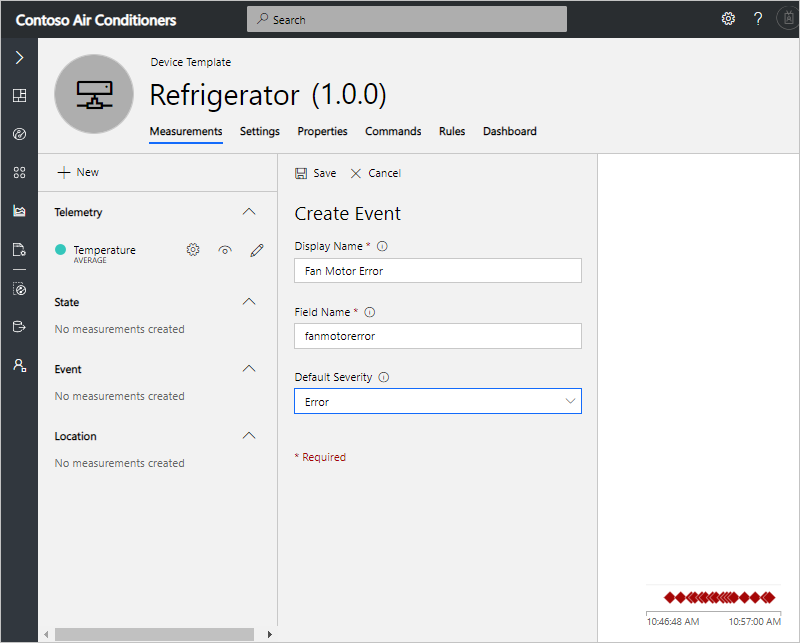 Contoso Air Conditioners
Search
?
Device Template
Refrigerator (1.0.0)
Measurements Settings Properties Commands Rules Dashboard
New
Telemetry
Temperature
AVERAGE
State
No measurements created
Event
No measurements created
Location
No measurements created
Save Cancel
Create Event
Display Name *
Fan Motor Error
Field Name *
fanmotorerror
Default Severity
Error
* Required
10:46:48 AM 10:57:00 AM